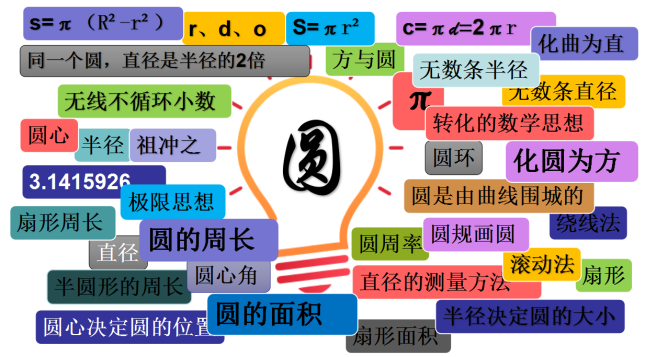 s= π （R²−r²）
r、d、o
S= π r²
c= π d=2 π r
化曲为直
同一个圆，直径是半径的2倍
方与圆
无数条半径
无数条直径
π
无线不循环小数
转化的数学思想
圆心
半径
祖冲之
圆
圆环
化圆为方
3.1415926
极限思想
圆是由曲线围城的
扇形周长
绕线法
直径
圆的周长
圆周率
圆规画圆
滚动法
扇形
半圆形的周长
圆心角
直径的测量方法
圆心决定圆的位置
圆的面积
扇形面积
半径决定圆的大小